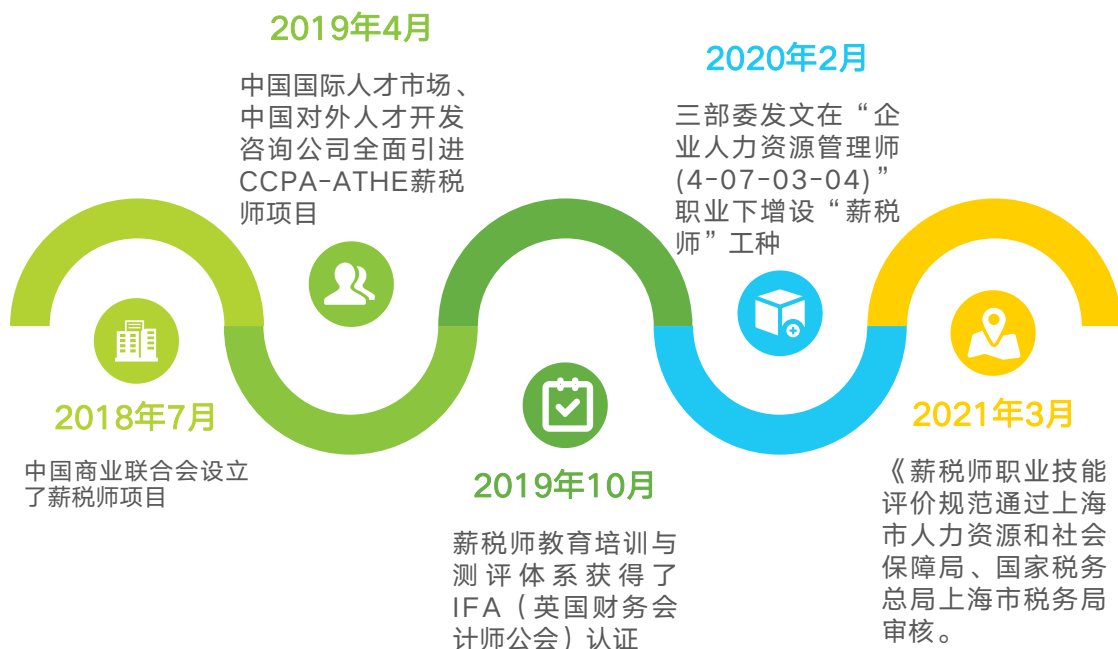 2018年7月
中国商业联合会设立
了薪税师项目
2019年4月
中国国际人才市场、
中国对外人才开发
咨询公司全面引进
CCPA-ATHE薪税
师项目
2019年10月
薪税师教育培训与
测评体系获得了
IFA（英国财务会
计师公会）认证
2020年2月
三部委发文在“企
业人力资源管理师
(4-07-03-04)”
职业下增设“薪税
师”工种
2021年3月
《薪税师职业技能
评价规范通过上海
市人力资源和社会
保障局、国家税务
总局上海市税务局
审核。